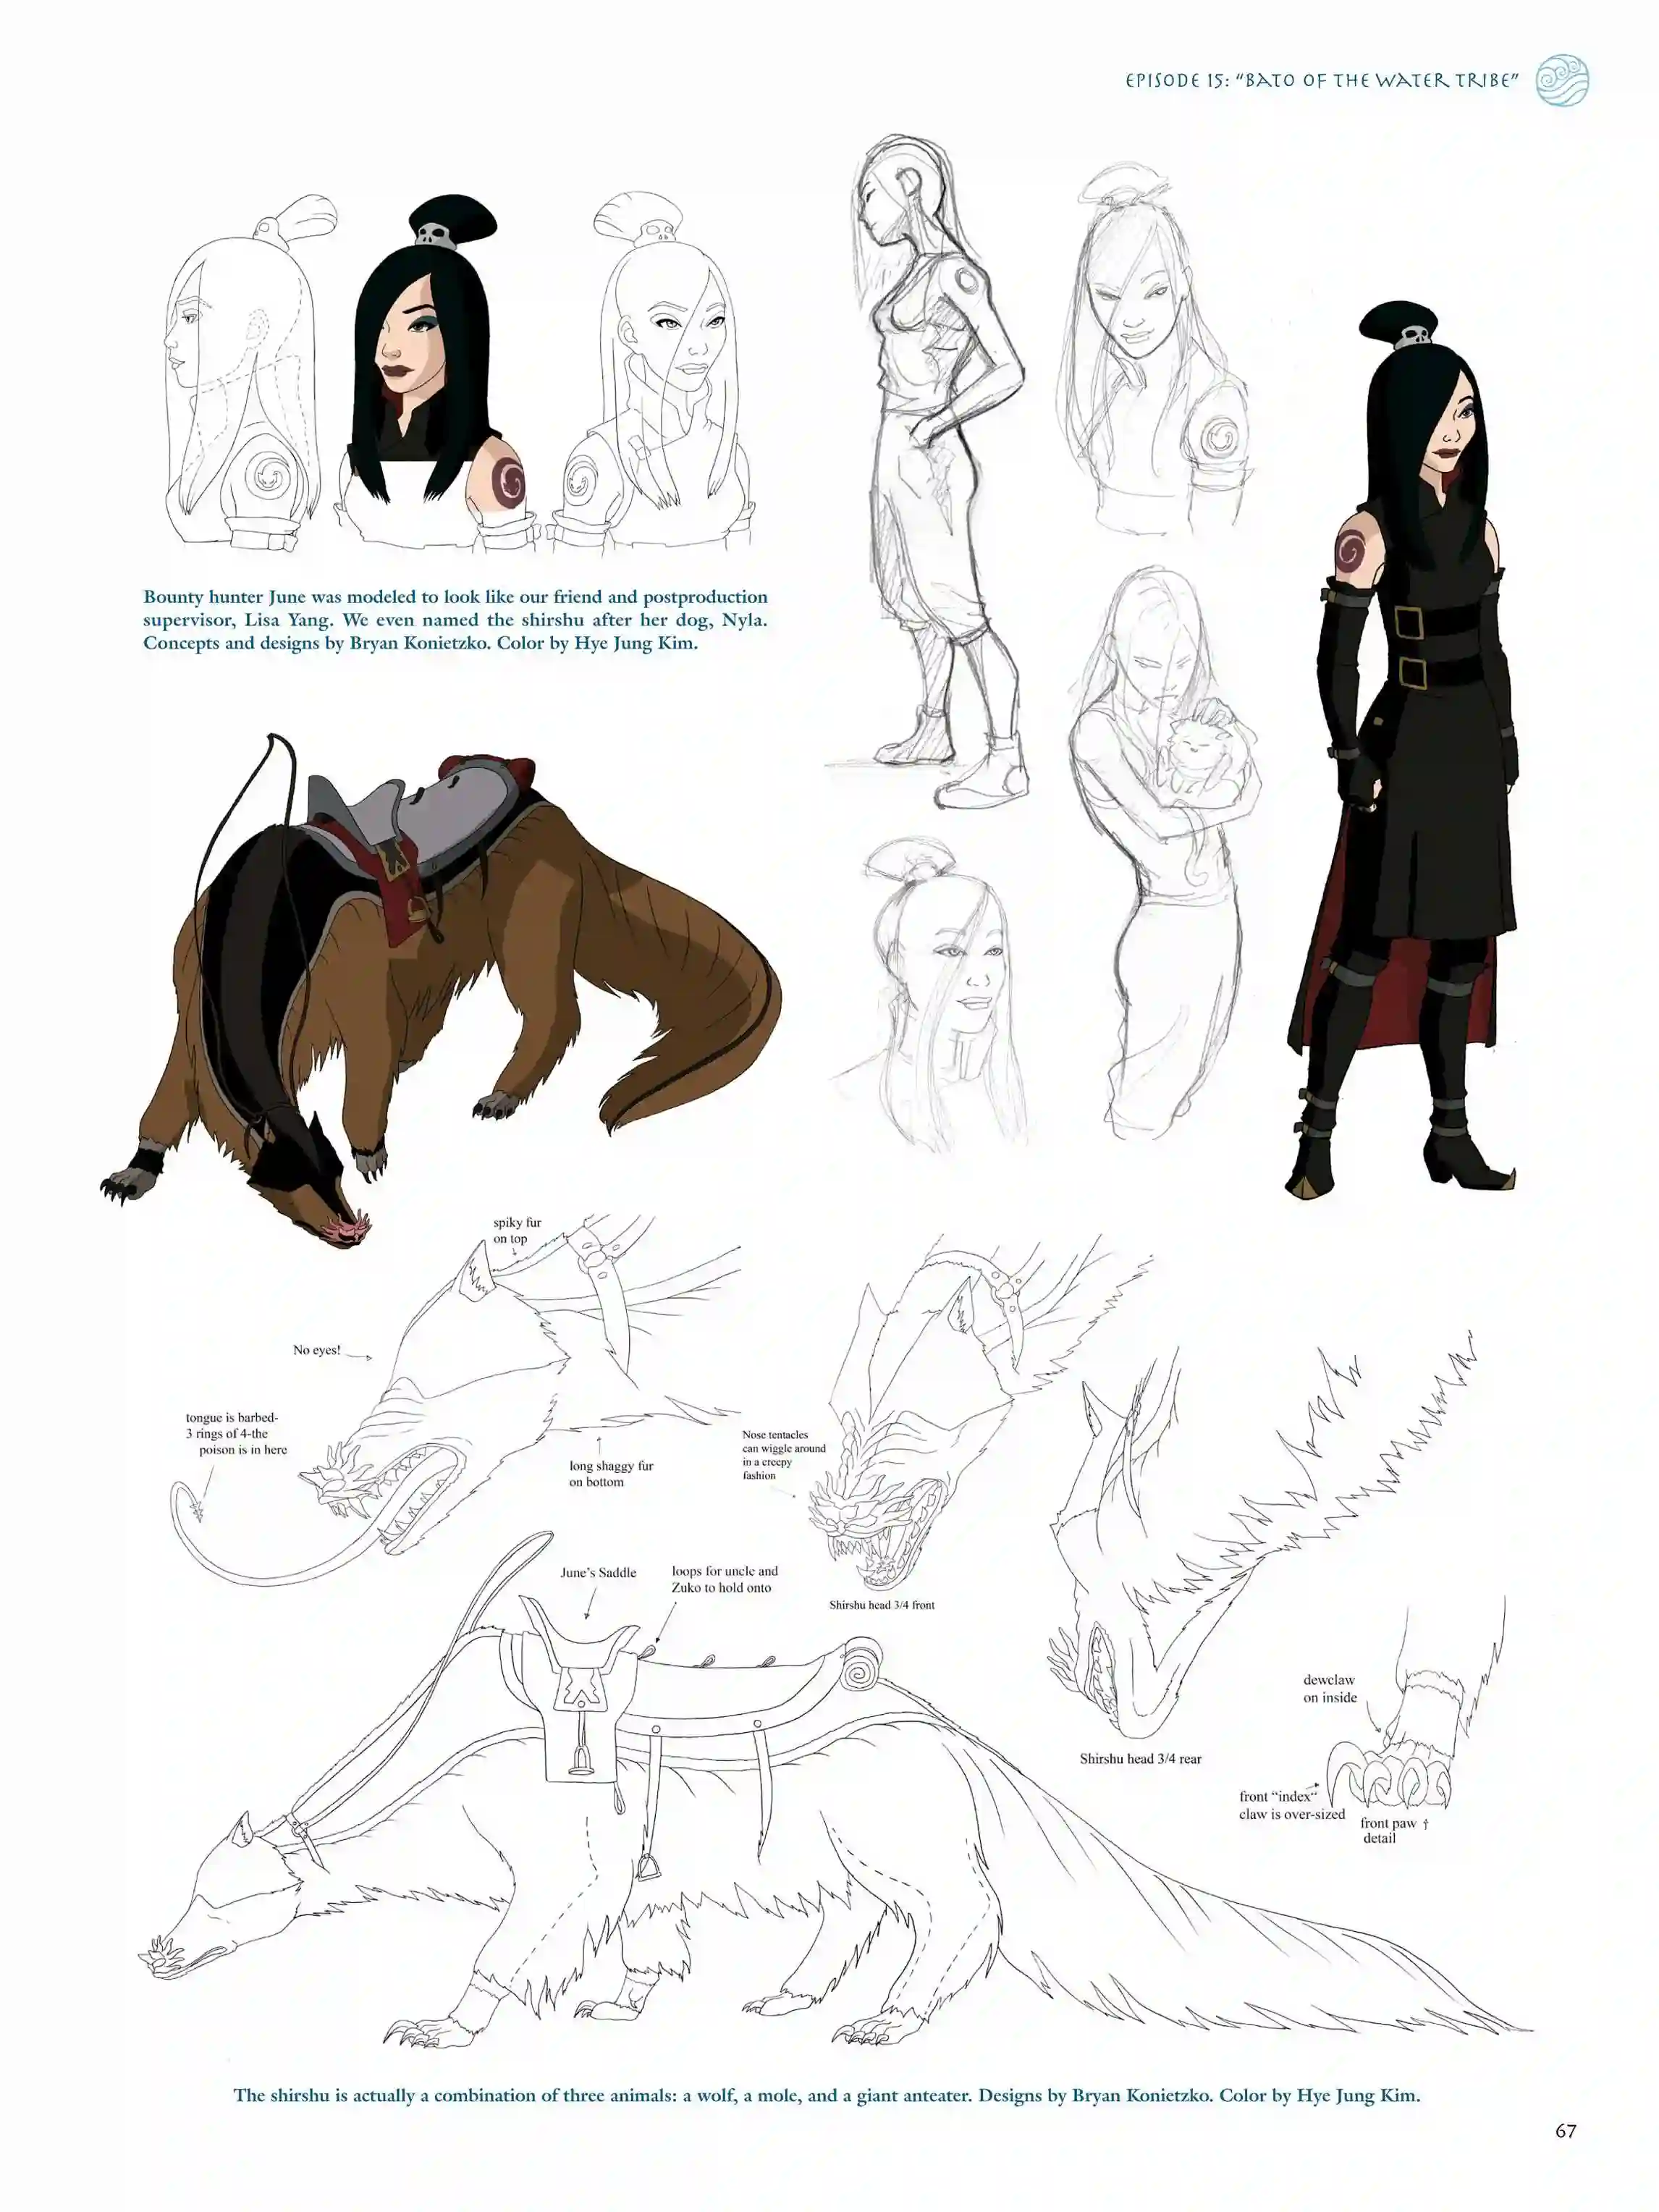 EPISODE 15: “BATO OF THE WATER TRIBE”
Bounty hunter June was modeled to look like our friend and postproduction
supervisor, Lisa Yang. We even named the shirshu after her dog, Nyla.
Concepts and designs by Bryan Konietzko. Color by Hye Jung Kim.
spiky fur
on top
No eyes!
tongue is barbed-
3 rings of 4-the
poison is in here
long shaggy fur
on bottom
Nose tentacles
can wiggle around
in a creepy
fashion
Shirshu head 3/4 front
June’s Saddle
loops for uncle and
Zuko to hold onto
Shirshu head 3/4 rear
dewclaw
on inside
front “index“
claw is over-sized
front paw
detail
The shirshu is actually a combination of three animals: a wolf, a mole, and a giant anteater. Designs by Bryan Konietzko. Color by Hye Jung Kim.
67